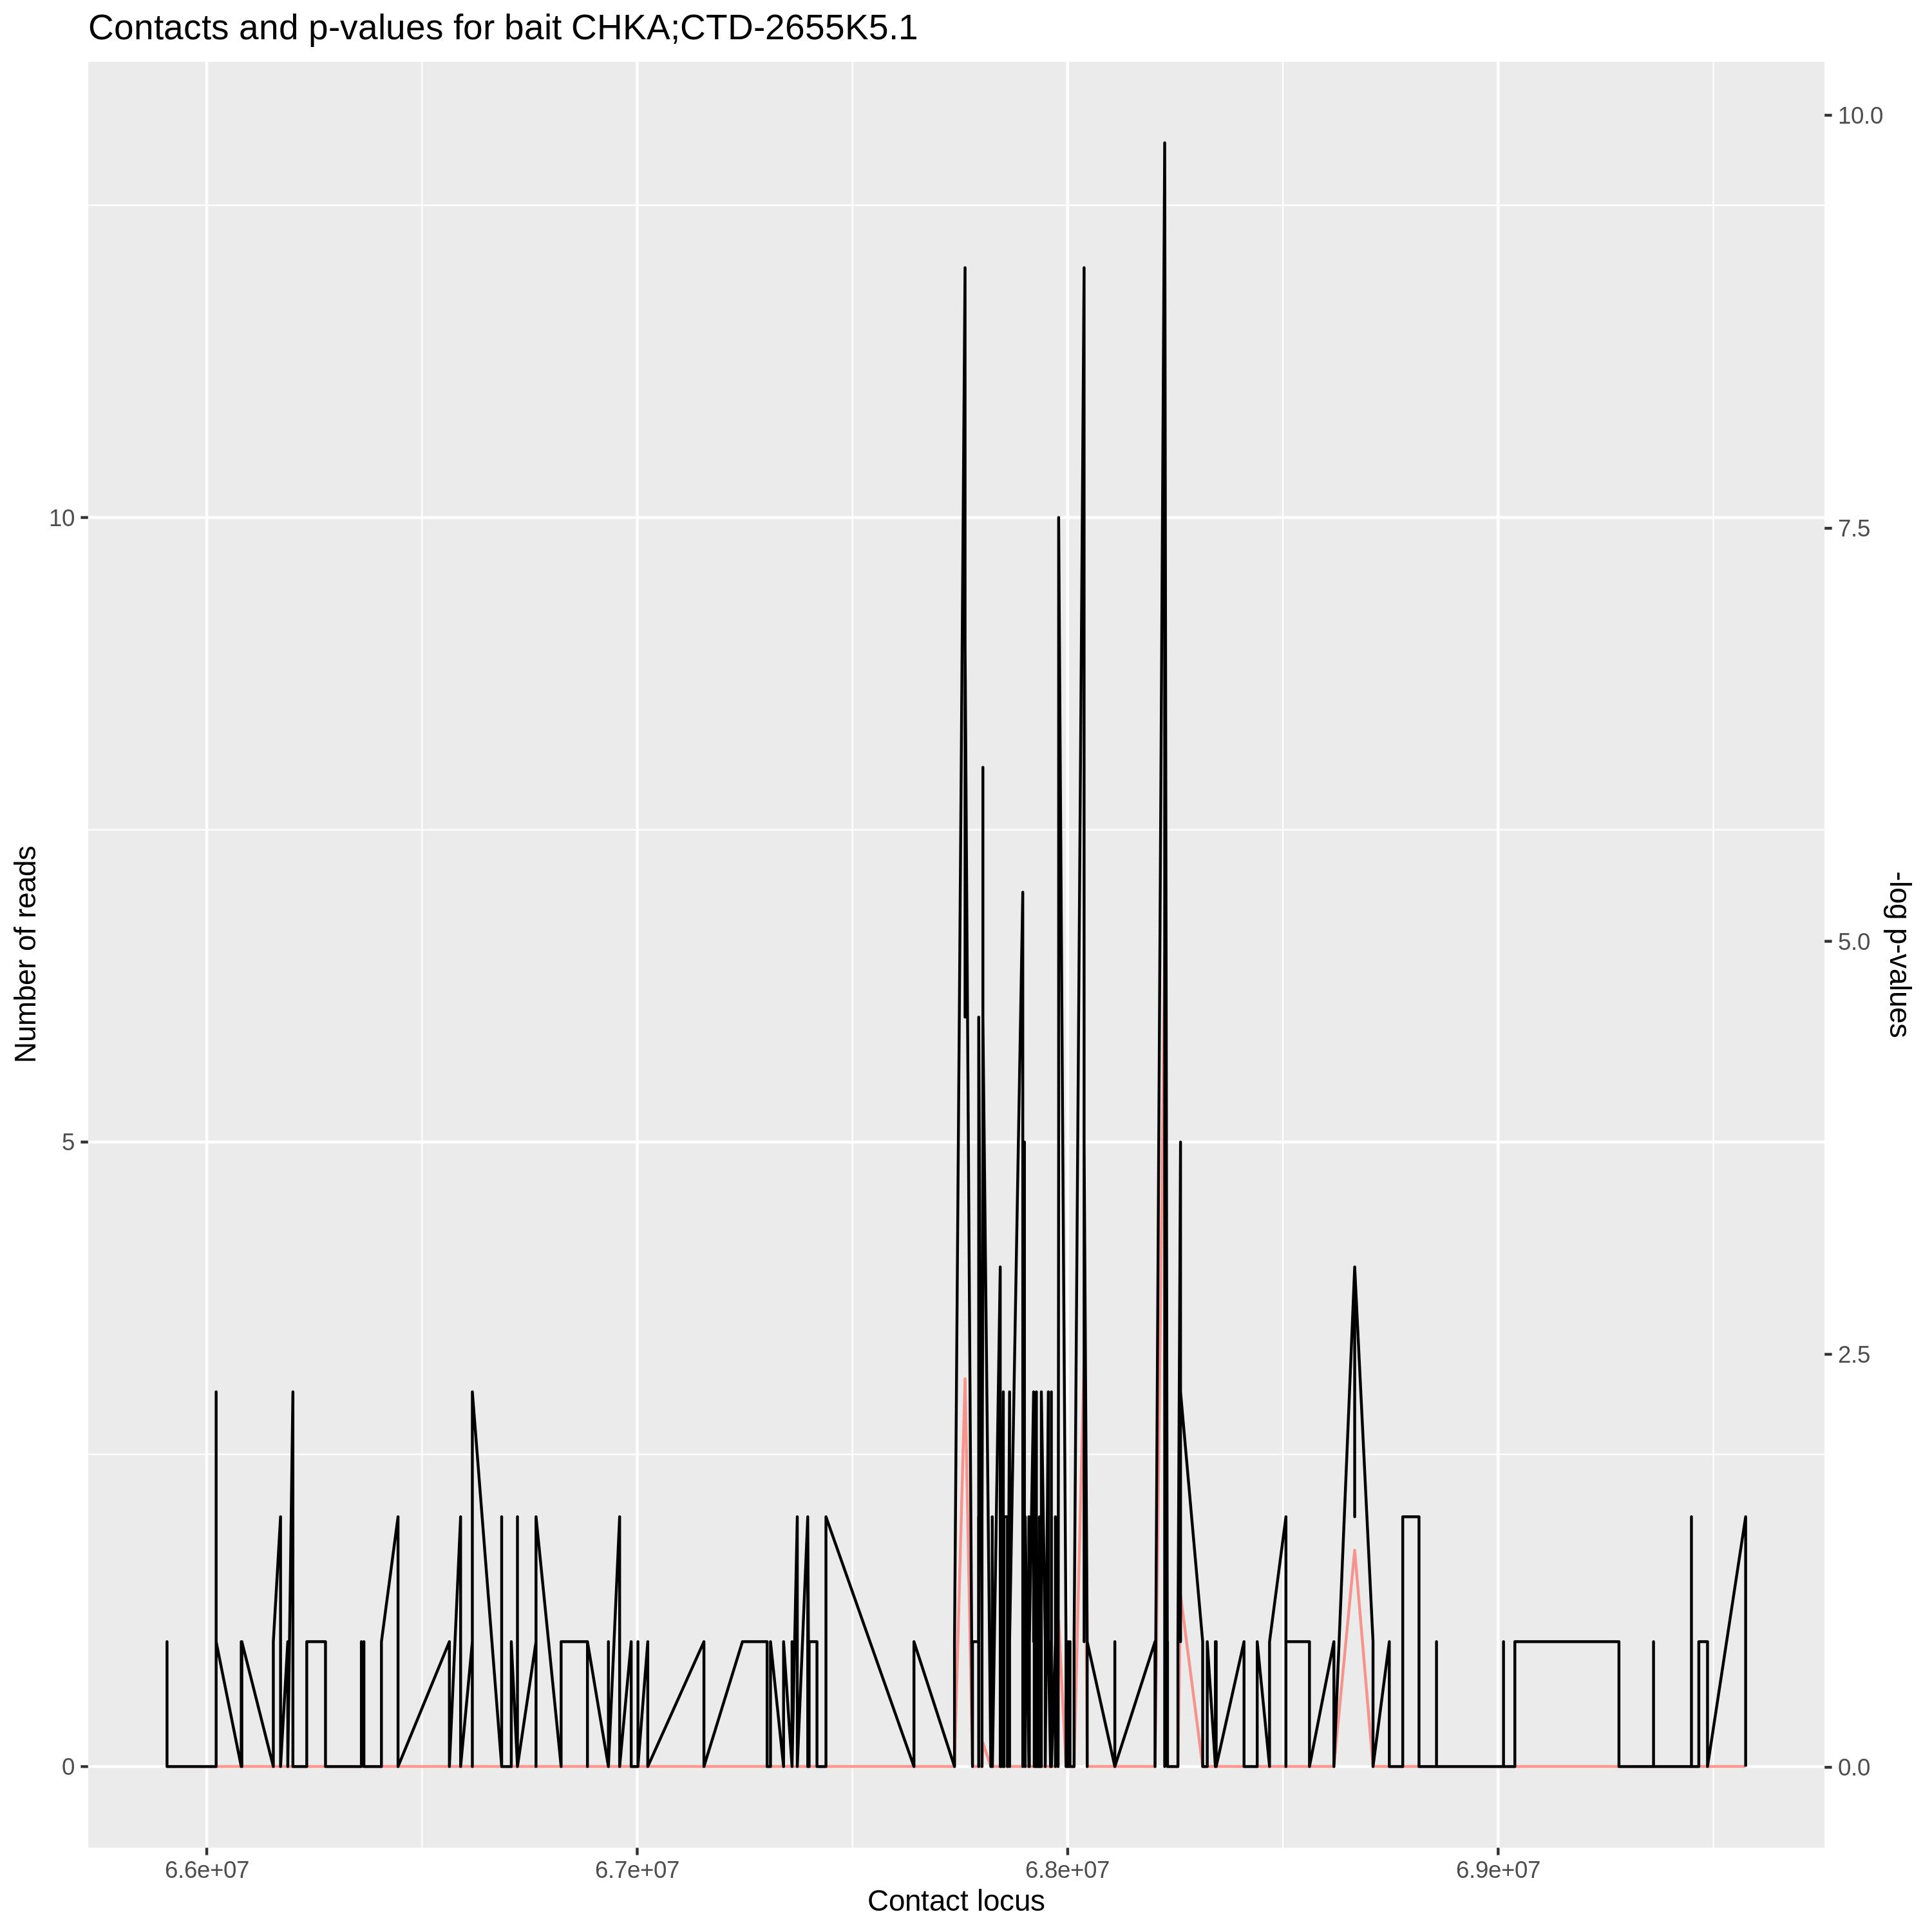 Contacts and p-values for bait CHKA;CTD-2655K5.1
10.0
10
7.5
Number of reads
-log p-values
5.0
5
2.5
0
0.0
6.6e+07 6.7e+07 6.8e+07 6.9e+07
Contact locus